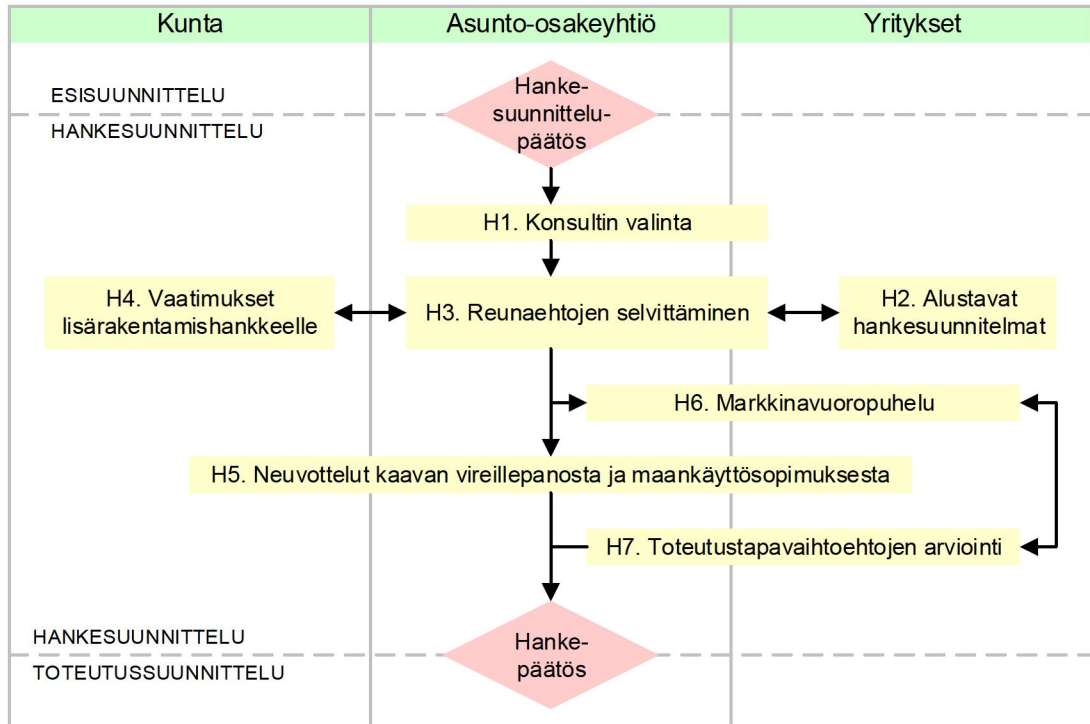 Kunta
Asunto-osakeyhtiö
Yritykset
ESISUUNNITTELU
HANKESUUNNITTELU
Hanke-
suunnittelu-
päätös
H1. Konsultin valinta
H4. Vaatimukset
lisärakentamishankkeelle
H3. Reunaehtojen selvittäminen
H2. Alustavat
hankesuunnitelmat
H6. Markkinavuoropuhelu
H5. Neuvottelut kaavan vireillepanosta ja maankäyttösopimuksesta
H7. Toteutustapavaihtoehtojen arviointi
HANKESUUNNITTELU
TOTEUTUSSUUNNITTELU
Hanke-
päätös